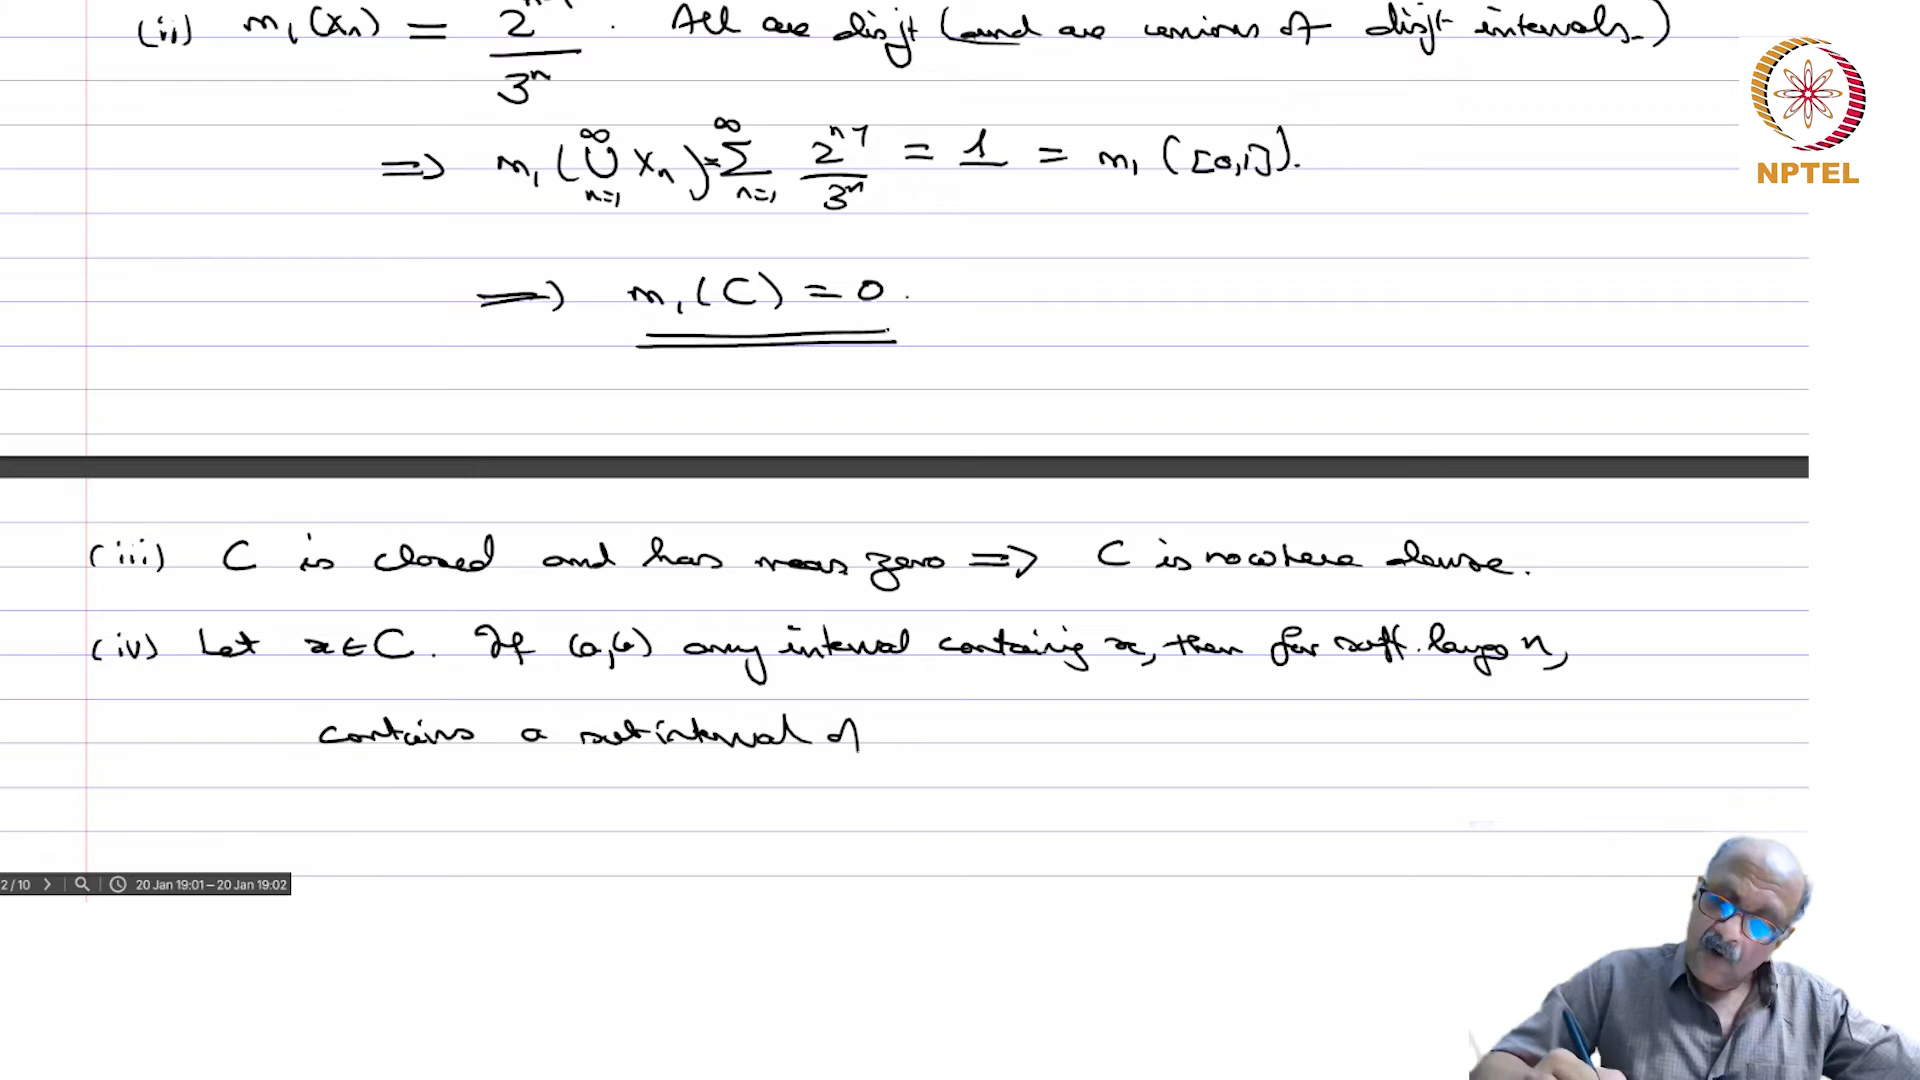 (ii) m₁(Xₙ) = 2ⁿ⁻¹/3ⁿ . All are disjt (and are unions of disjt intervals.)
NPTEL
⟹ m₁(⋃ₙ₌₁^∞ Xₙ) = Σₙ₌₁^∞ 2ⁿ⁻¹/3ⁿ = 1 = m₁([0,1]).
⟹ m₁(C) = 0.
(iii) C is closed and has meas zero ⟹ C is nowhere dense.
(iv) Let x ∈ C. If (a,b) any interval containing x, then for suff. large n,
contains a subinterval of
2/10 20 Jan 19:01 – 20 Jan 19:02